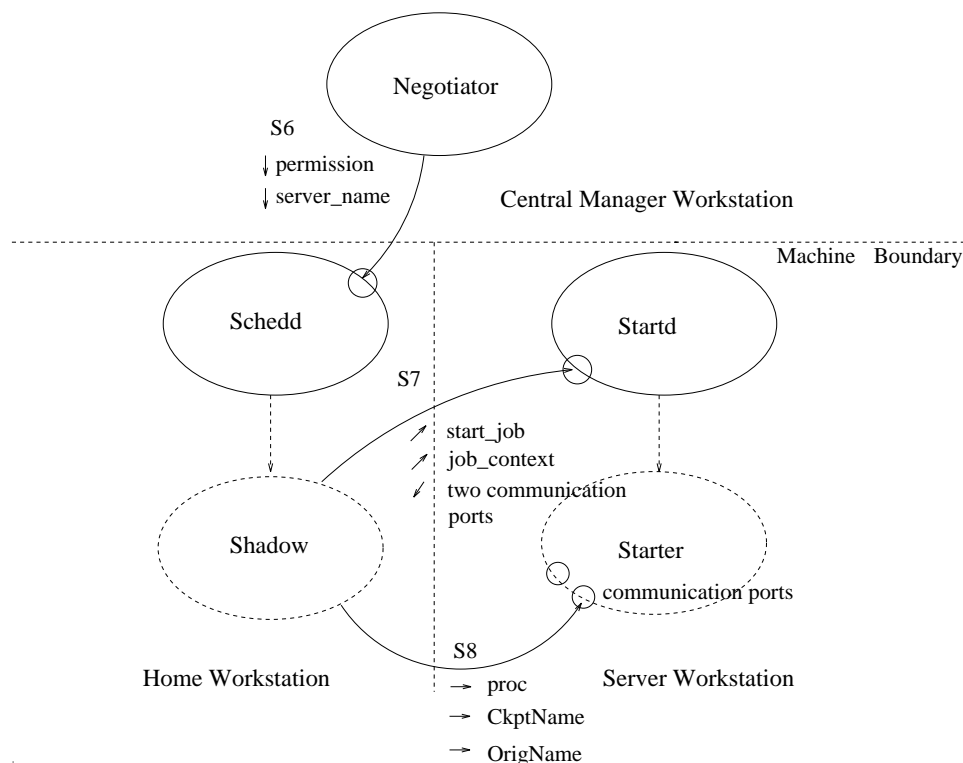 Negotiator
S6
permission
server_name
Central Manager Workstation
Machine Boundary
Schedd
Startd
S7
start_job
job_context
two communication
ports
Shadow
Starter
communication ports
S8
Home Workstation
Server Workstation
proc
CkptName
OrigName